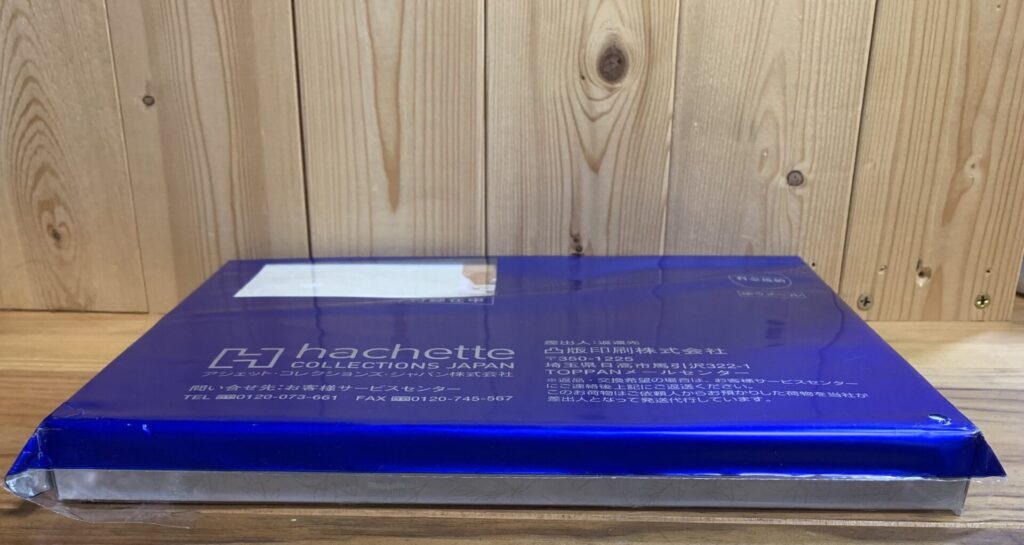 料金後納
ゆうメール
hachette
COLLECTIONS JAPAN
アシェット・コレクションズ・ジャパン株式会社
問い合せ先:お客様サービスセンター
TEL 0120-073-661 FAX 0120-745-567
差出人・返還先
凸版印刷株式会社
〒350-1225
埼玉県日高市馬引沢322-1
TOPPANメールセンター
※返品・交換希望の場合は、お客様サービスセンター
にご連絡後上記にご返送ください。
このお荷物はご依頼人からお預かりした荷物を当社が
差出人となって発送代行しています。